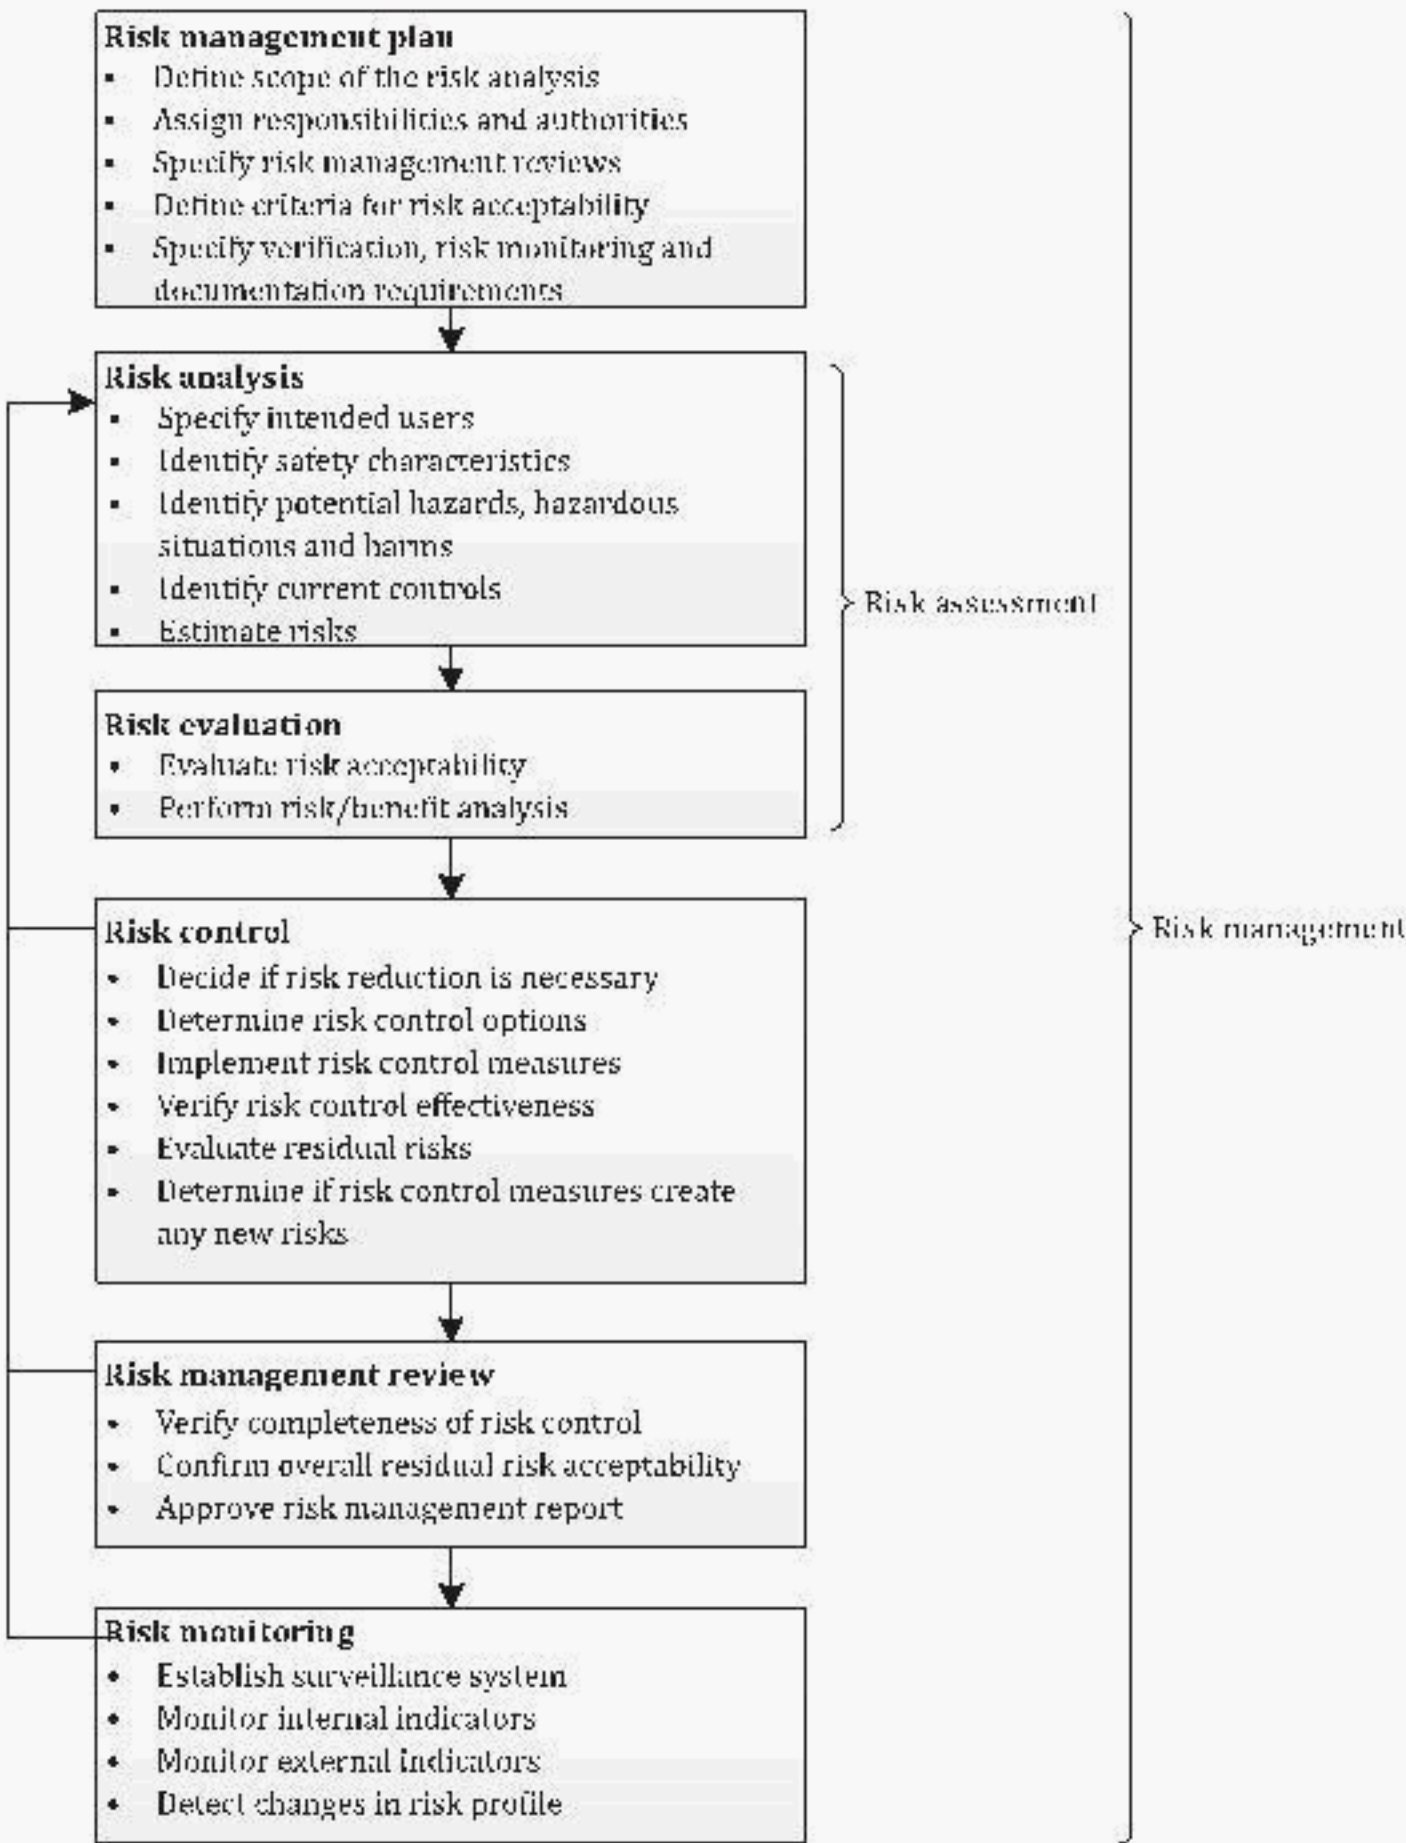 Risk management plan
▪ Define scope of the risk analysis
▪ Assign responsibilities and authorities
▪ Specify risk management reviews
▪ Define criteria for risk acceptability
▪ Specify verification, risk monitoring and
documentation requirements
Risk analysis
▪ Specify intended users
▪ Identify safety characteristics
▪ Identify potential hazards, hazardous
situations and harms
▪ Identify current controls
▪ Estimate risks
Risk assessment
Risk evaluation
• Evaluate risk acceptability
• Perform risk/benefit analysis
Risk control
• Decide if risk reduction is necessary
• Determine risk control options
• Implement risk control measures
• Verify risk control effectiveness
• Evaluate residual risks
• Determine if risk control measures create
any new risks
Risk management
Risk management review
• Verify completeness of risk control
• Confirm overall residual risk acceptability
• Approve risk management report
Risk monitoring
• Establish surveillance system
• Monitor internal indicators
• Monitor external indicators
• Detect changes in risk profile